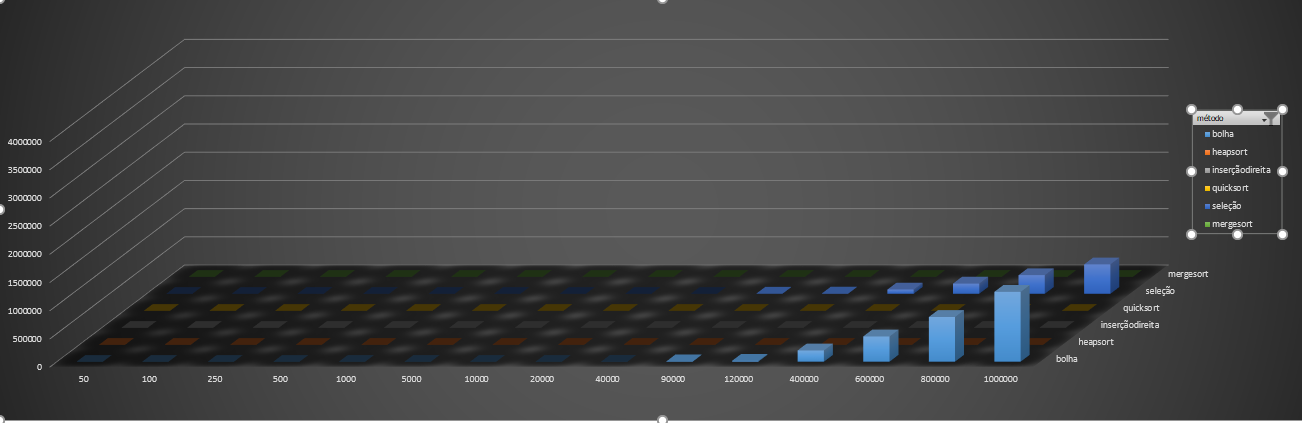 4000000
3500000
3000000
2500000
2000000
1500000
1000000
500000
0
50 100 250 500 1000 5000 10000 20000 40000 90000 120000 400000 600000 800000 1000000
mergesort
seleção
quicksort
inserçãodireita
heapsort
bolha
método
bolha
heapsort
inserçãodireita
quicksort
seleção
mergesort